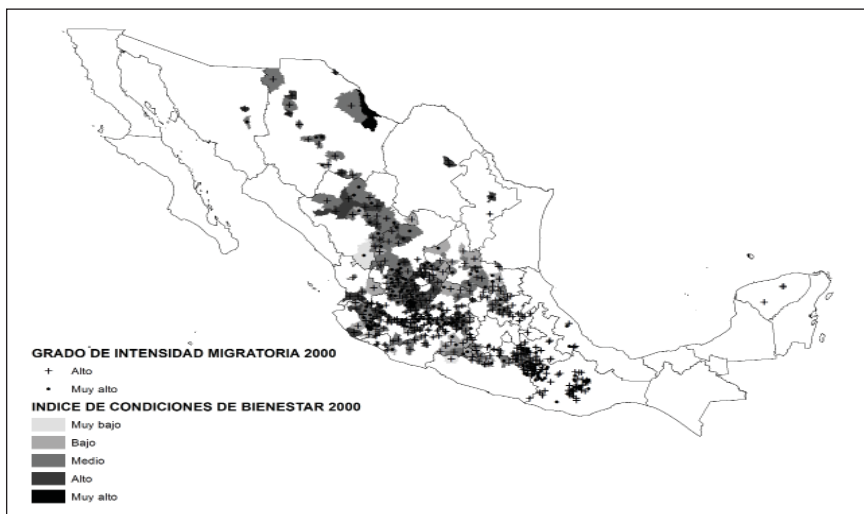 GRADO DE INTENSIDAD MIGRATORIA 2000
Alto
Muy alto
INDICE DE CONDICIONES DE BIENESTAR 2000
Muy bajo
Bajo
Medio
Alto
Muy alto